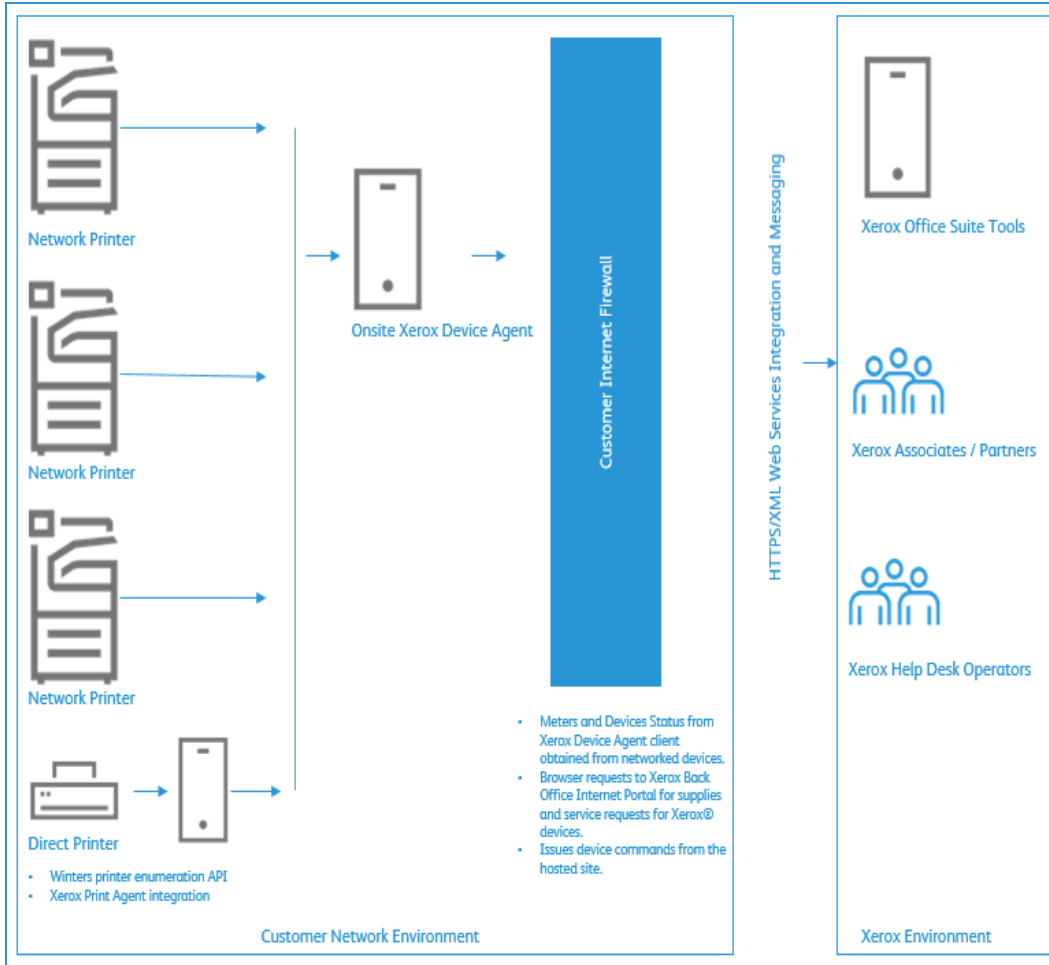 Network Printer
Network Printer
Network Printer
Direct Printer
• Winters printer enumeration API
• Xerox Print Agent integration
Onsite Xerox Device Agent
Customer Internet Firewall
• Meters and Devices Status from
Xerox Device Agent client
obtained from networked devices.
• Browser requests to Xerox Back
Office Internet Portal for supplies
and service requests for Xerox®
devices.
• Issues device commands from the
hosted site.
Customer Network Environment
HTTPS/XML Web Services Integration and Messaging
Xerox Office Suite Tools
Xerox Associates / Partners
Xerox Help Desk Operators
Xerox Environment